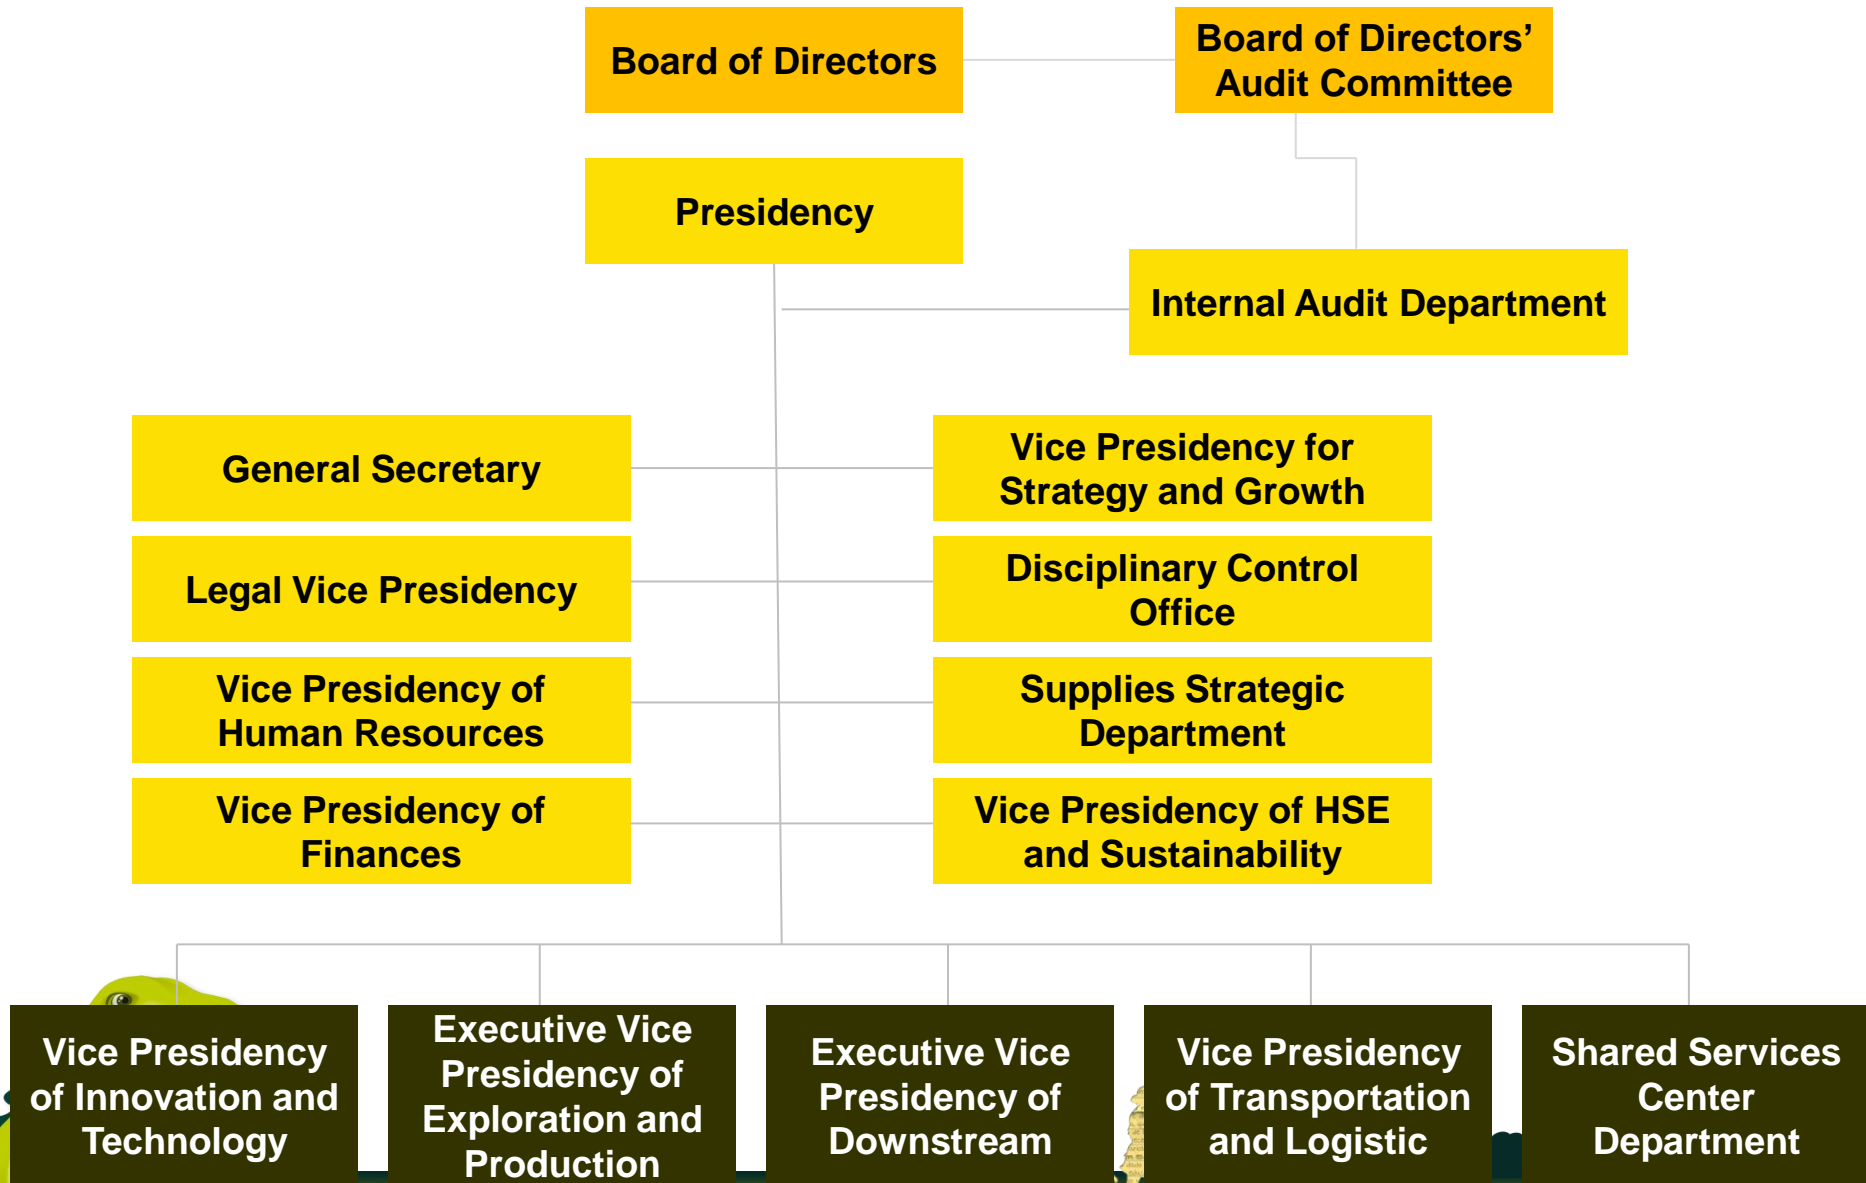 Board of Directors
Board of Directors’
Audit Committee
Presidency
Internal Audit Department
General Secretary
Vice Presidency for
Strategy and Growth
Legal Vice Presidency
Disciplinary Control
Office
Vice Presidency of
Human Resources
Supplies Strategic
Department
Vice Presidency of
Finances
Vice Presidency of HSE
and Sustainability
Vice Presidency
of Innovation and
Technology
Executive Vice
Presidency of
Exploration and
Production
Executive Vice
Presidency of
Downstream
Vice Presidency
of Transportation
and Logistic
Shared Services
Center
Department